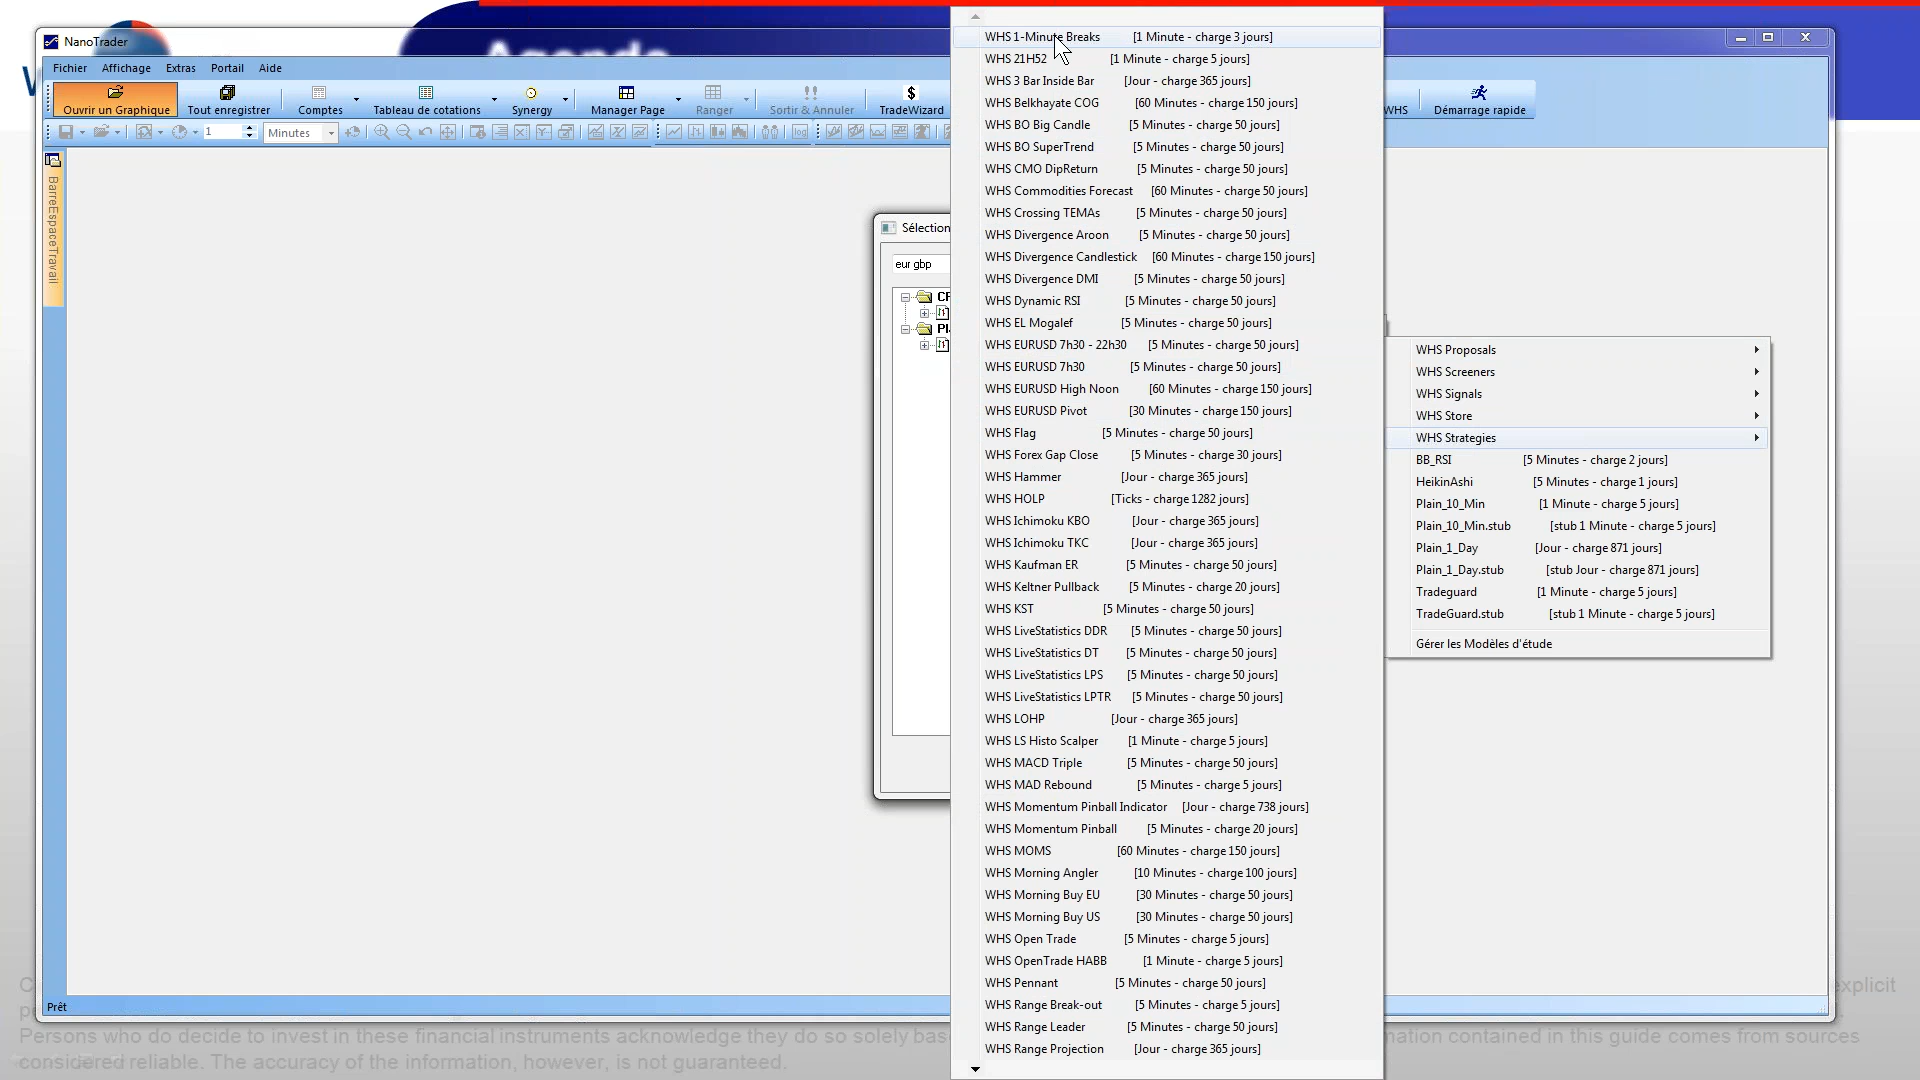 Agenda
NanoTrader
Fichier Affichage Extras Portail Aide
Ouvrir un Graphique Tout enregistrer Comptes Tableau de cotations Synergy Manager Page Ranger Sortir & Annuler TradeWizard WHS Démarrage rapide
1 Minutes
BarreEspaceTravail
Sélection
eur gbp
WHS 1-Minute Breaks [1 Minute - charge 3 jours]
WHS 21H52 [1 Minute - charge 5 jours]
WHS 3 Bar Inside Bar [Jour - charge 365 jours]
WHS Belkhayate COG [60 Minutes - charge 150 jours]
WHS BO Big Candle [5 Minutes - charge 50 jours]
WHS BO SuperTrend [5 Minutes - charge 50 jours]
WHS CMO DipReturn [5 Minutes - charge 50 jours]
WHS Commodities Forecast [60 Minutes - charge 50 jours]
WHS Crossing TEMAs [5 Minutes - charge 50 jours]
WHS Divergence Aroon [5 Minutes - charge 50 jours]
WHS Divergence Candlestick [60 Minutes - charge 150 jours]
WHS Divergence DMI [5 Minutes - charge 50 jours]
WHS Dynamic RSI [5 Minutes - charge 50 jours]
WHS EL Mogalef [5 Minutes - charge 50 jours]
WHS EURUSD 7h30 - 22h30 [5 Minutes - charge 50 jours]
WHS EURUSD 7h30 [5 Minutes - charge 50 jours]
WHS EURUSD High Noon [60 Minutes - charge 150 jours]
WHS EURUSD Pivot [30 Minutes - charge 150 jours]
WHS Flag [5 Minutes - charge 50 jours]
WHS Forex Gap Close [5 Minutes - charge 30 jours]
WHS Hammer [Jour - charge 365 jours]
WHS HOLP [Ticks - charge 1282 jours]
WHS Ichimoku KBO [Jour - charge 365 jours]
WHS Ichimoku TKC [Jour - charge 365 jours]
WHS Kaufman ER [5 Minutes - charge 50 jours]
WHS Keltner Pullback [5 Minutes - charge 20 jours]
WHS KST [5 Minutes - charge 50 jours]
WHS LiveStatistics DDR [5 Minutes - charge 50 jours]
WHS LiveStatistics DT [5 Minutes - charge 50 jours]
WHS LiveStatistics LPS [5 Minutes - charge 50 jours]
WHS LiveStatistics LPTR [5 Minutes - charge 50 jours]
WHS LOHP [Jour - charge 365 jours]
WHS LS Histo Scalper [1 Minute - charge 5 jours]
WHS MACD Triple [5 Minutes - charge 50 jours]
WHS MAD Rebound [5 Minutes - charge 5 jours]
WHS Momentum Pinball Indicator [Jour - charge 738 jours]
WHS Momentum Pinball [5 Minutes - charge 20 jours]
WHS MOMS [60 Minutes - charge 150 jours]
WHS Morning Angler [10 Minutes - charge 100 jours]
WHS Morning Buy EU [30 Minutes - charge 50 jours]
WHS Morning Buy US [30 Minutes - charge 50 jours]
WHS Open Trade [5 Minutes - charge 5 jours]
WHS OpenTrade HABB [1 Minute - charge 5 jours]
WHS Pennant [5 Minutes - charge 50 jours]
WHS Range Break-out [5 Minutes - charge 5 jours]
WHS Range Leader [5 Minutes - charge 50 jours]
WHS Range Projection [Jour - charge 365 jours]
WHS Proposals
WHS Screeners
WHS Signals
WHS Store
WHS Strategies
BB_RSI [5 Minutes - charge 2 jours]
HeikinAshi [5 Minutes - charge 1 jours]
Plain_10_Min [1 Minute - charge 5 jours]
Plain_10_Min.stub [stub 1 Minute - charge 5 jours]
Plain_1_Day [Jour - charge 871 jours]
Plain_1_Day.stub [stub Jour - charge 871 jours]
Tradeguard [1 Minute - charge 5 jours]
TradeGuard.stub [stub 1 Minute - charge 5 jours]
Gérer les Modèles d'étude
Prêt
explicit
Persons who do decide to invest in these financial instruments acknowledge they do so solely mation contained in this guide comes from sources
considered reliable. The accuracy of the information, however, is not guaranteed.